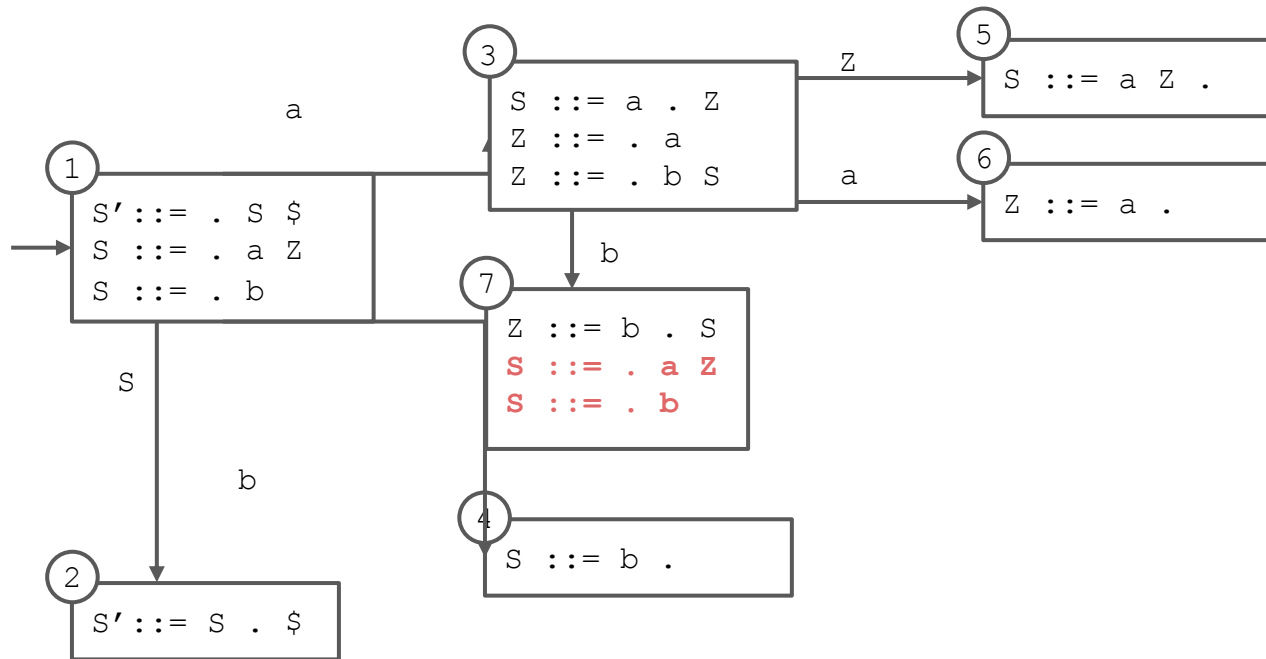 1
S'::= . S $
S ::= . a Z
S ::= . b
a
3
S ::= a . Z
Z ::= . a
Z ::= . b S
Z
5
S ::= a Z .
a
6
Z ::= a .
b
7
Z ::= b . S
S ::= . a Z
S ::= . b
S
b
4
S ::= b .
2
S'::= S . $